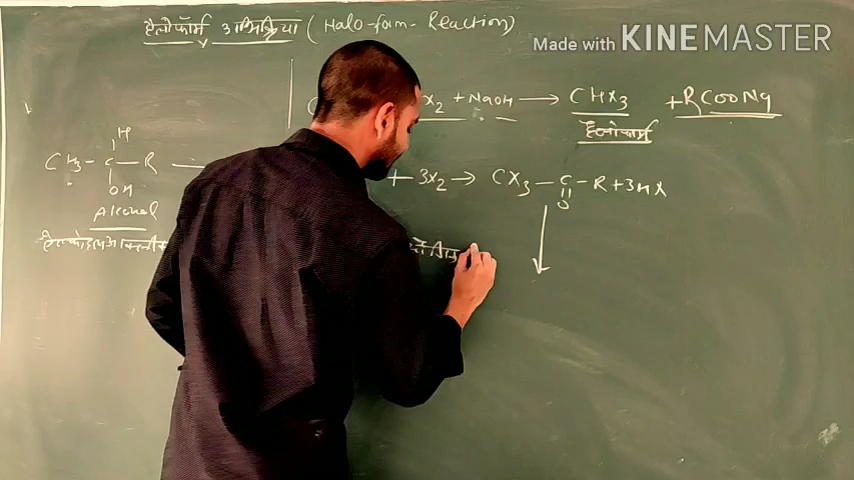 हैलोफॉर्म अभिक्रिया (Halo-form-Reaction)
Made with KINEMASTER
x₂ + NaOH ⟶ CHX₃ + RCOONa
हैलोफॉर्म
H
CH₃ – C – R —
OH
+ 3x₂ → CX₃ – C – R + 3HX
O
Alcohol